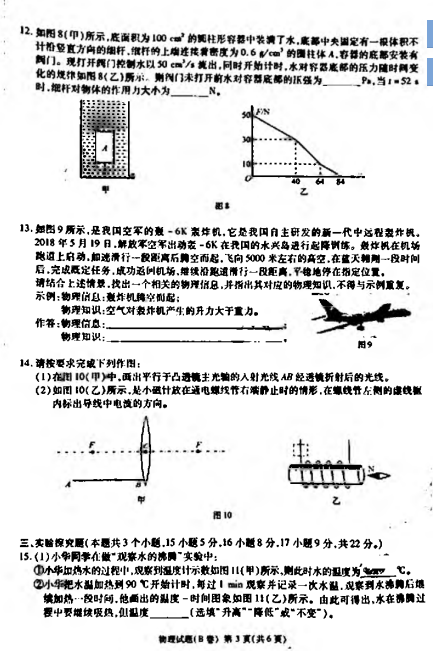 12.如图8(甲)所示,底面积为100 cm²的圆柱形容器中装满了水,底部中央固定有一根体积不
计沿竖直方向的细杆,细杆的上端连接着密度为0.6 g/cm³的圆柱体A,容器的底部安装有
阀门。现打开阀门控制水以50 cm³/s流出,同时开始计时,水对容器底部的压力随时间变
化的规律如图8(乙)所示。则阀门未打开前水对容器底部的压强为______Pa,当t=52 s
时,细杆对物体的作用力大小为______N。
A
甲
F/N
50
30
10
0
40 64 84
乙
图8
13.如图9所示,是我国空军的轰-6K轰炸机,它是我国自主研发的新一代中远程轰炸机。
2018年5月19日,解放军空军出动轰-6K在我国的永兴岛进行起降训练。轰炸机在机场
跑道上启动,加速滑行一段距离后腾空而起,飞向5000米左右的高空,在蓝天翱翔一段时间
后,完成既定任务,成功返回机场,继续沿跑道滑行一段距离,平稳地停在指定位置。
请结合上述情景,找出一个相关的物理信息,并指出其对应的物理知识,不得与示例重复。
示例:物理信息:轰炸机腾空而起;
物理知识:空气对轰炸机产生的升力大于重力。
作答:物理信息:______;
物理知识:______。
图9
14.请按要求完成下列作图:
(1)在图10(甲)中,画出平行于凸透镜主光轴的入射光线AB经透镜折射后的光线。
(2)如图10(乙)所示,是小磁针放在通电螺线管右端静止时的情形,在螺线管左侧的虚线框
内标出导线中电流的方向。
F
F
A
B
甲
N
乙
图10
三、实验探究题(本题共3个小题,15小题5分,16小题8分,17小题9分,共22分。)
15.(1)小华同学在做“观察水的沸腾”实验中:
①小华加热水的过程中,观察到温度计示数如图11(甲)所示,则此时水的温度为______℃。
②小华把水温加热到90 ℃开始计时,每过1 min观察并记录一次水温,观察到水沸腾后继
续加热一段时间,他画出的温度-时间图象如图11(乙)所示。由此可得出,水在沸腾过
程中要继续吸热,但温度______(选填“升高”“降低”或“不变”)。
物理试题(B卷) 第3页(共6页)